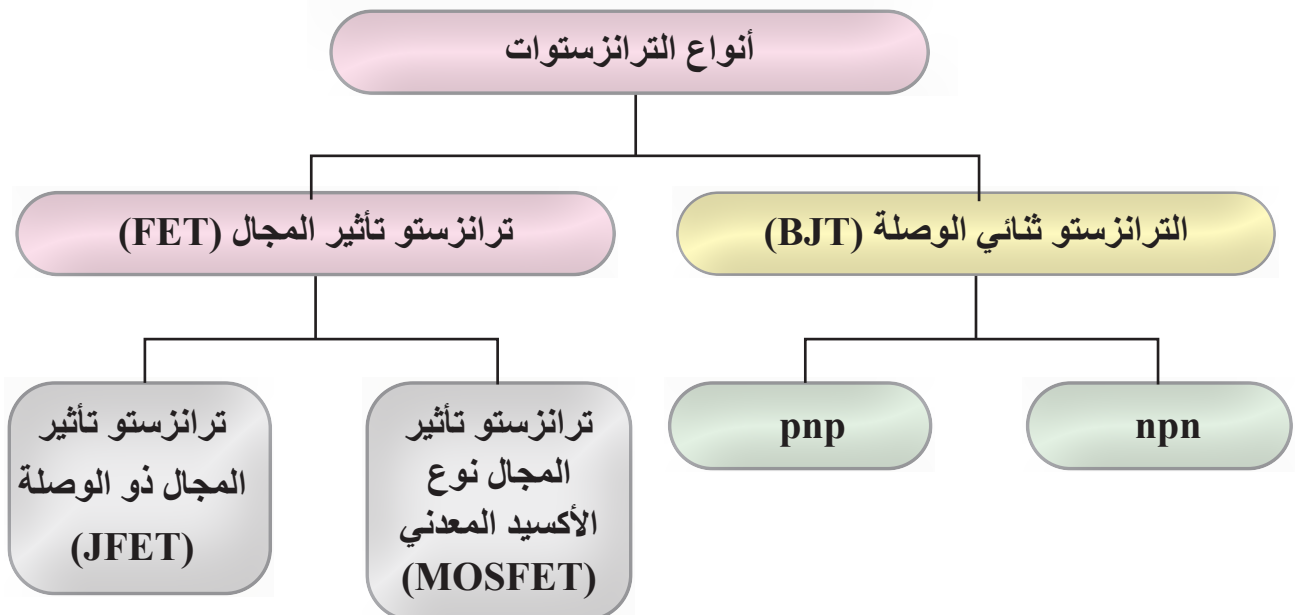 أنواع الترانزستوات
الترانزستو ثنائي الوصلة (BJT)
ترانزستو تأثير المجال (FET)
npn
pnp
ترانزستو تأثير
المجال نوع
الأكسيد المعدني
(MOSFET)
ترانزستو تأثير
المجال ذو الوصلة
(JFET)